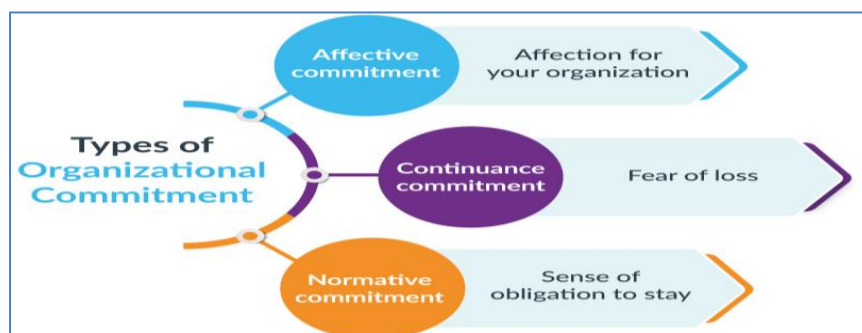 Types of
Organizational
Commitment
Affective
commitment
Affection for
your organization
Continuance
commitment
Fear of loss
Normative
commitment
Sense of
obligation to stay